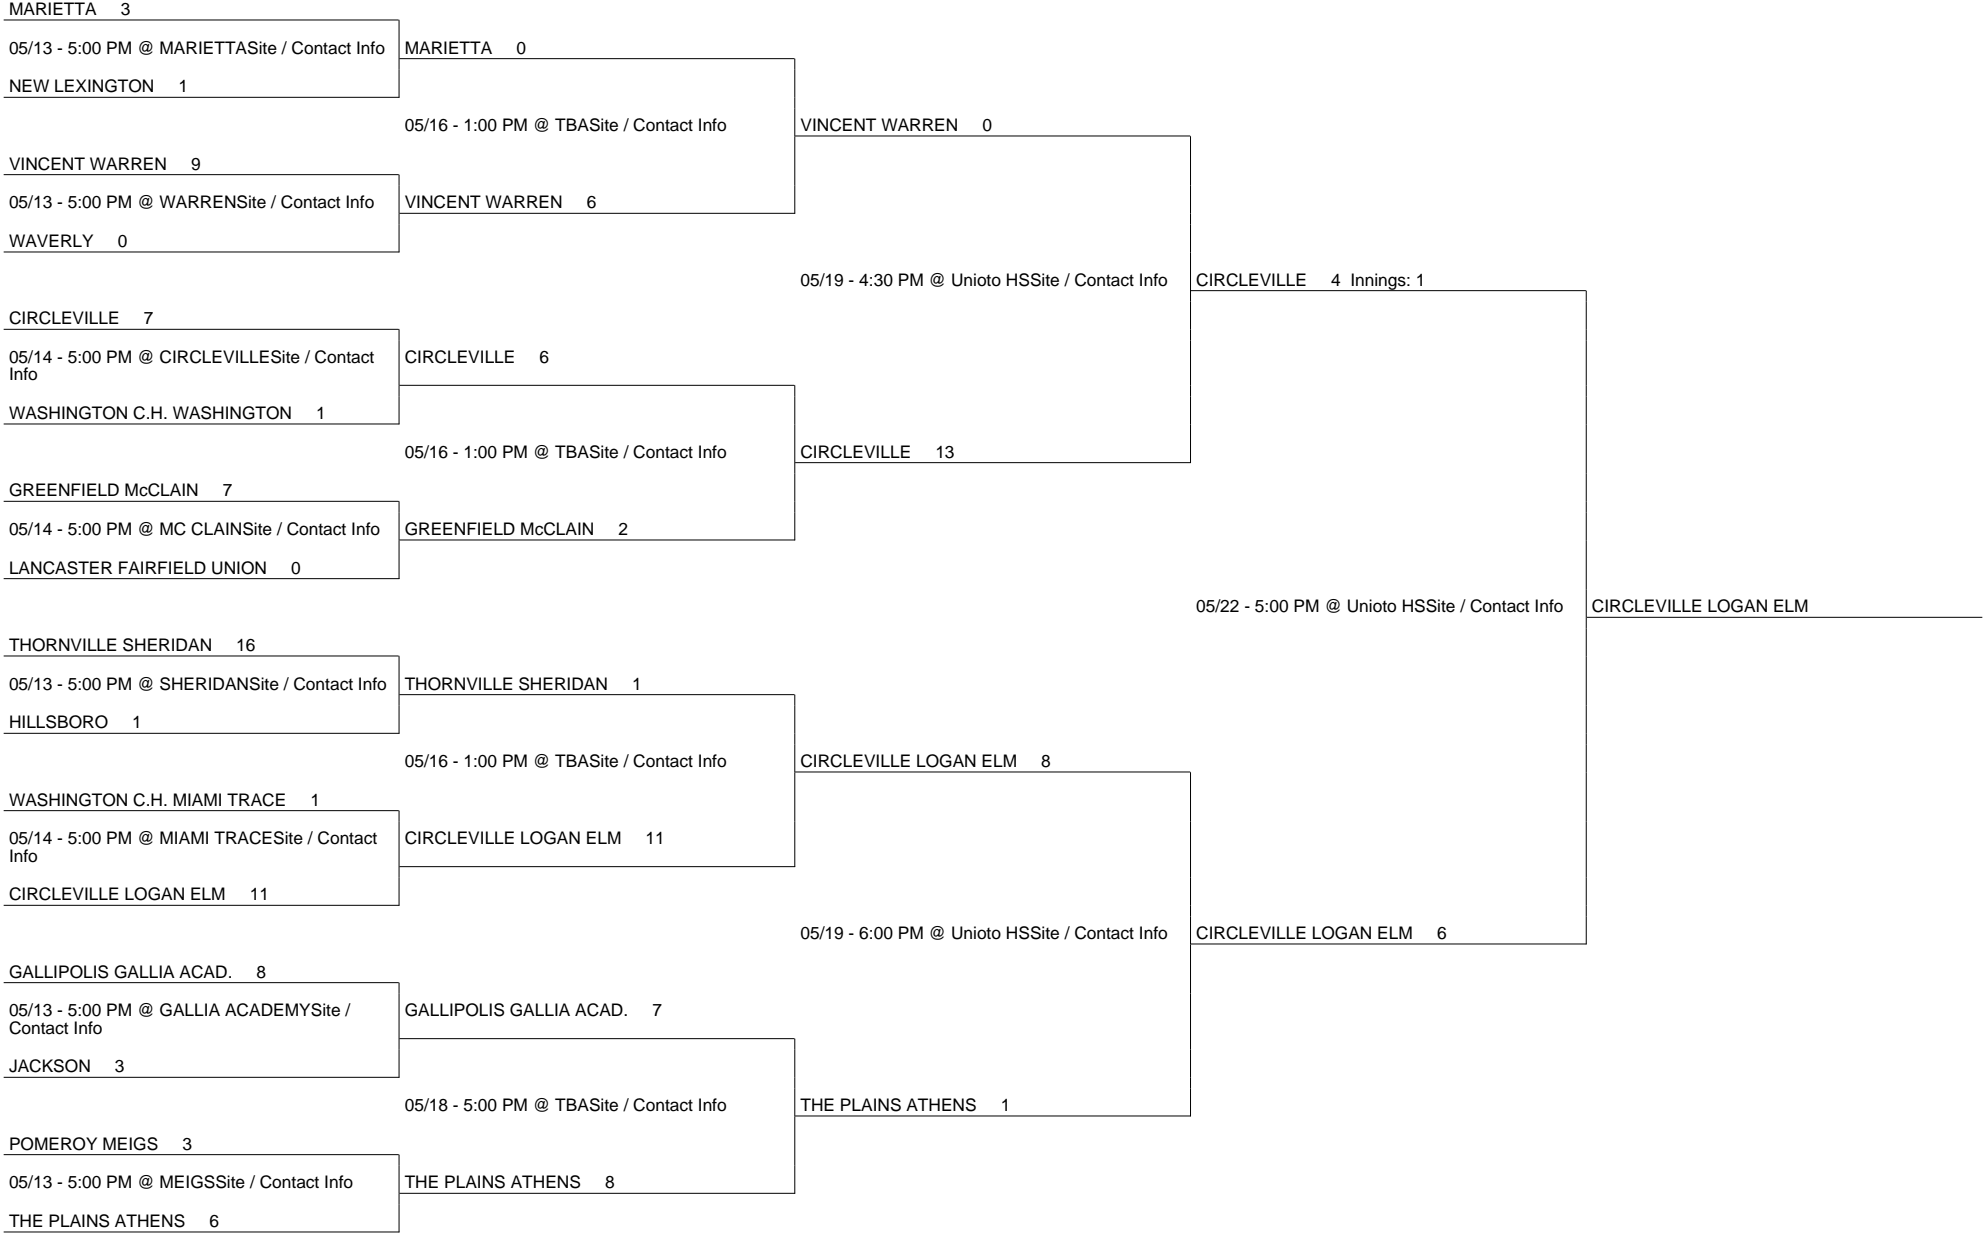 MARIETTA 3
05/13 - 5:00 PM @ MARIETTASite / Contact Info
NEW LEXINGTON 1
VINCENT WARREN 9
05/13 - 5:00 PM @ WARRENSite / Contact Info
WAVERLY 0
CIRCLEVILLE 7
05/14 - 5:00 PM @ CIRCLEVILLESite / Contact
Info
WASHINGTON C.H. WASHINGTON 1
GREENFIELD McCLAIN 7
05/14 - 5:00 PM @ MC CLAINSite / Contact Info
LANCASTER FAIRFIELD UNION 0
THORNVILLE SHERIDAN 16
05/13 - 5:00 PM @ SHERIDANSite / Contact Info
HILLSBORO 1
WASHINGTON C.H. MIAMI TRACE 1
05/14 - 5:00 PM @ MIAMI TRACESite / Contact
Info
CIRCLEVILLE LOGAN ELM 11
GALLIPOLIS GALLIA ACAD. 8
05/13 - 5:00 PM @ GALLIA ACADEMYSite /
Contact Info
JACKSON 3
POMEROY MEIGS 3
05/13 - 5:00 PM @ MEIGSSite / Contact Info
THE PLAINS ATHENS 6
MARIETTA 0
05/16 - 1:00 PM @ TBASite / Contact Info
VINCENT WARREN 6
CIRCLEVILLE 6
05/16 - 1:00 PM @ TBASite / Contact Info
GREENFIELD McCLAIN 2
THORNVILLE SHERIDAN 1
05/16 - 1:00 PM @ TBASite / Contact Info
CIRCLEVILLE LOGAN ELM 11
GALLIPOLIS GALLIA ACAD. 7
05/18 - 5:00 PM @ TBASite / Contact Info
THE PLAINS ATHENS 8
VINCENT WARREN 0
05/19 - 4:30 PM @ Unioto HSSite / Contact Info
CIRCLEVILLE 13
CIRCLEVILLE LOGAN ELM 8
05/19 - 6:00 PM @ Unioto HSSite / Contact Info
THE PLAINS ATHENS 1
CIRCLEVILLE 4 Innings: 1
05/22 - 5:00 PM @ Unioto HSSite / Contact Info
CIRCLEVILLE LOGAN ELM 6
CIRCLEVILLE LOGAN ELM